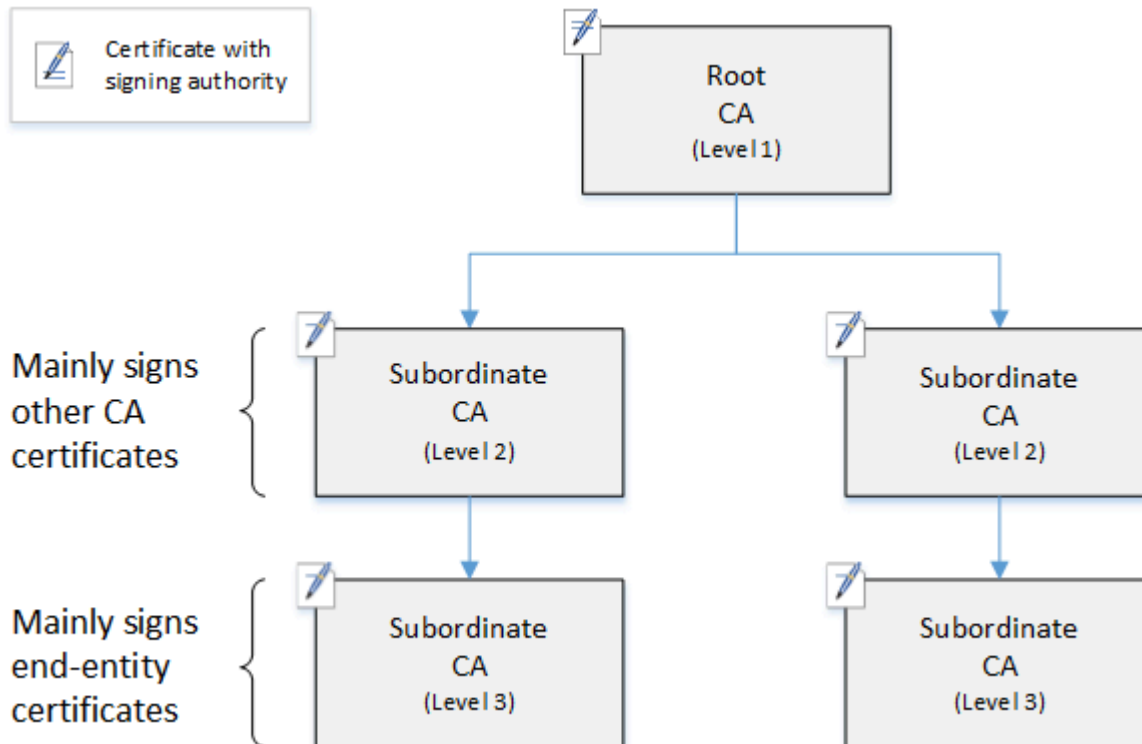 Certificate with
signing authority
Root
CA
(Level 1)
Mainly signs
other CA
certificates
Subordinate
CA
(Level 2)
Subordinate
CA
(Level 2)
Mainly signs
end-entity
certificates
Subordinate
CA
(Level 3)
Subordinate
CA
(Level 3)